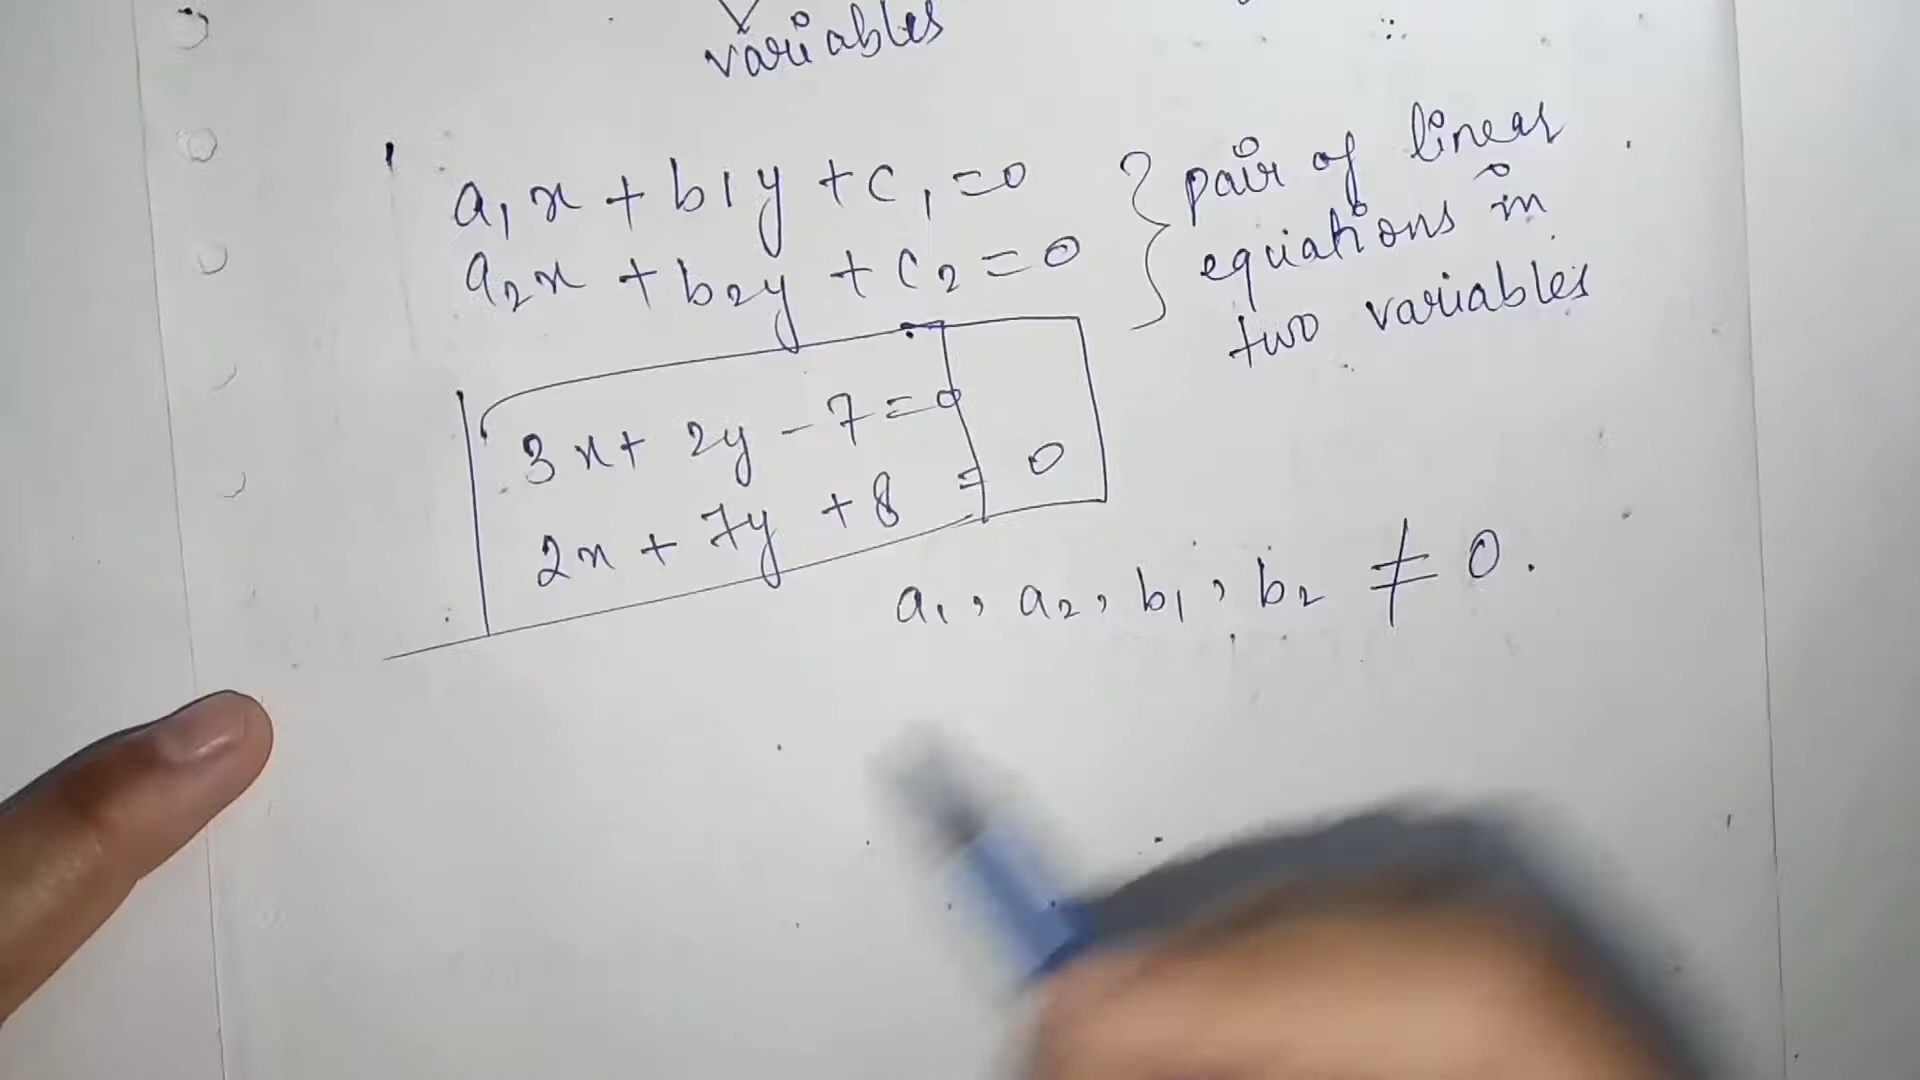 variables
a₁x + b1y + c₁ = 0
a₂x + b₂y + c₂ = 0
} pair of linear
equations in
two variables
3x + 2y - 7 = 0
2x + 7y + 8 = 0
a₁, a₂, b₁, b₂ ≠ 0.